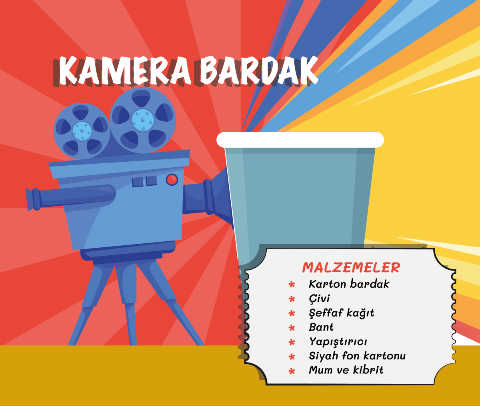 KAMERA BARDAK
MALZEMELER
* Karton bardak
* Çivi
* Şeffaf kağıt
* Bant
* Yapıştırıcı
* Siyah fon kartonu
* Mum ve kibrit